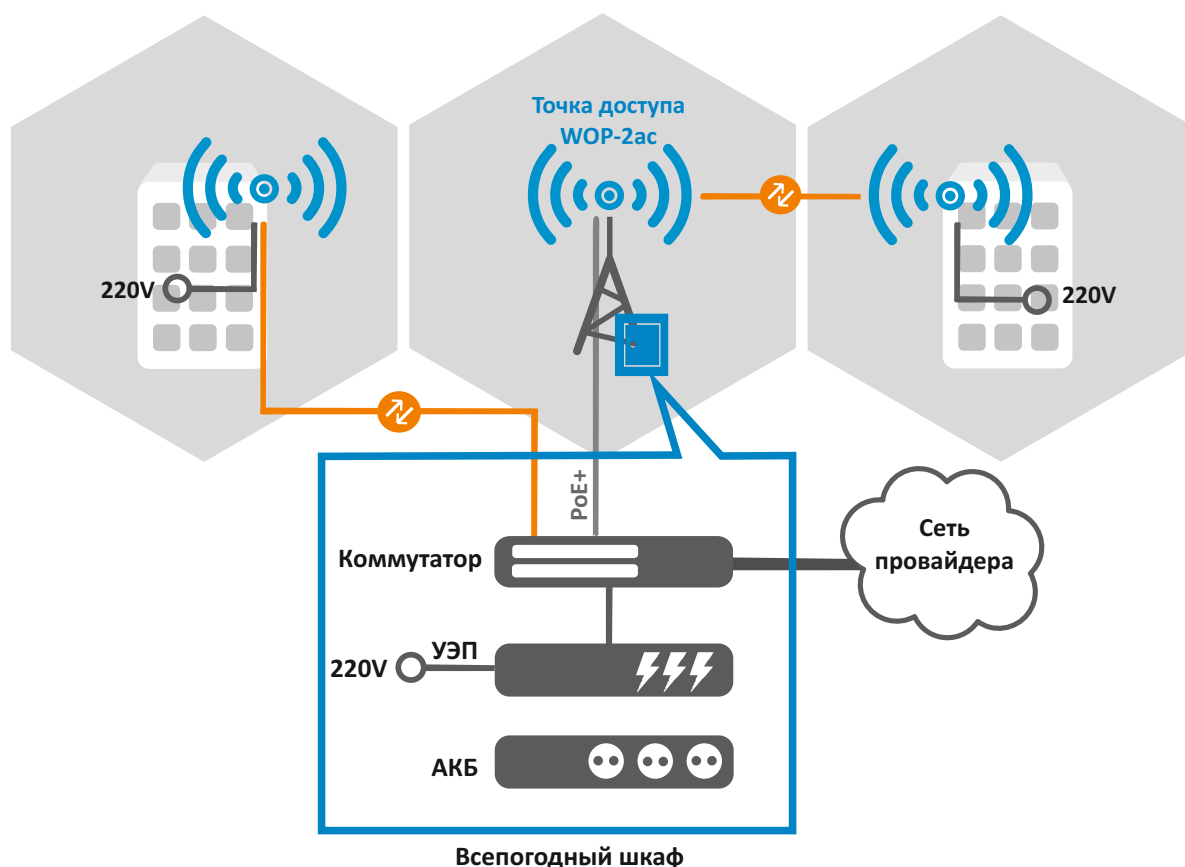 Точка доступа
WOP-2ac
220V
220V
PoE+
Коммутатор
Сеть
провайдера
УЭП
220V
АКБ
Всепогодный шкаф